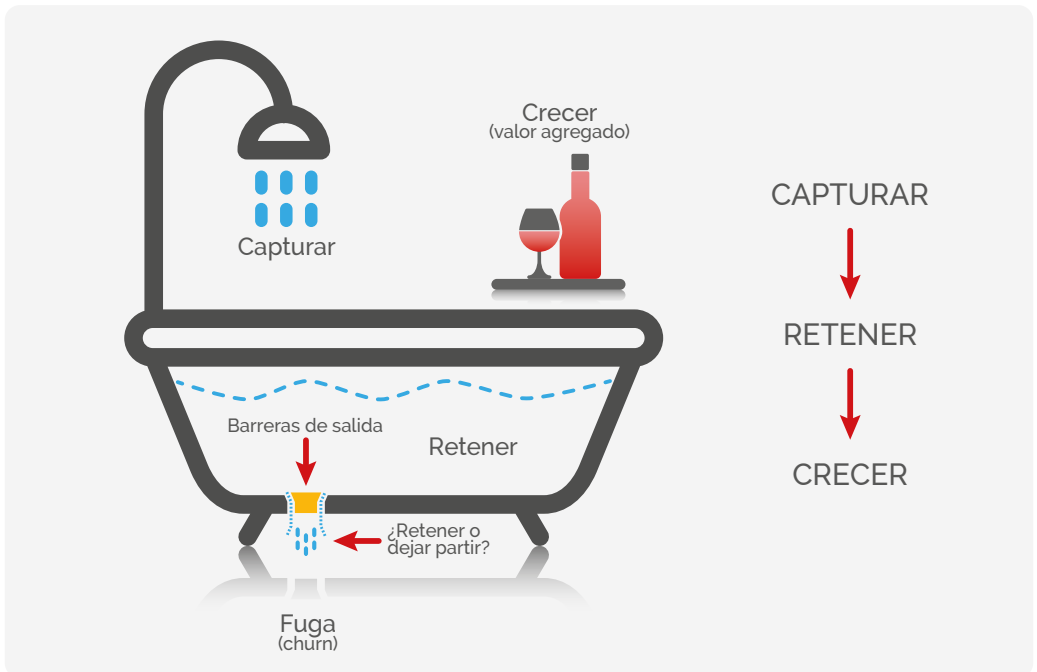 Crecer
(valor agregado)
Capturar
Barreras de salida
Retener
¿Retener o
dejar partir?
Fuga
(churn)
CAPTURAR
RETENER
CRECER